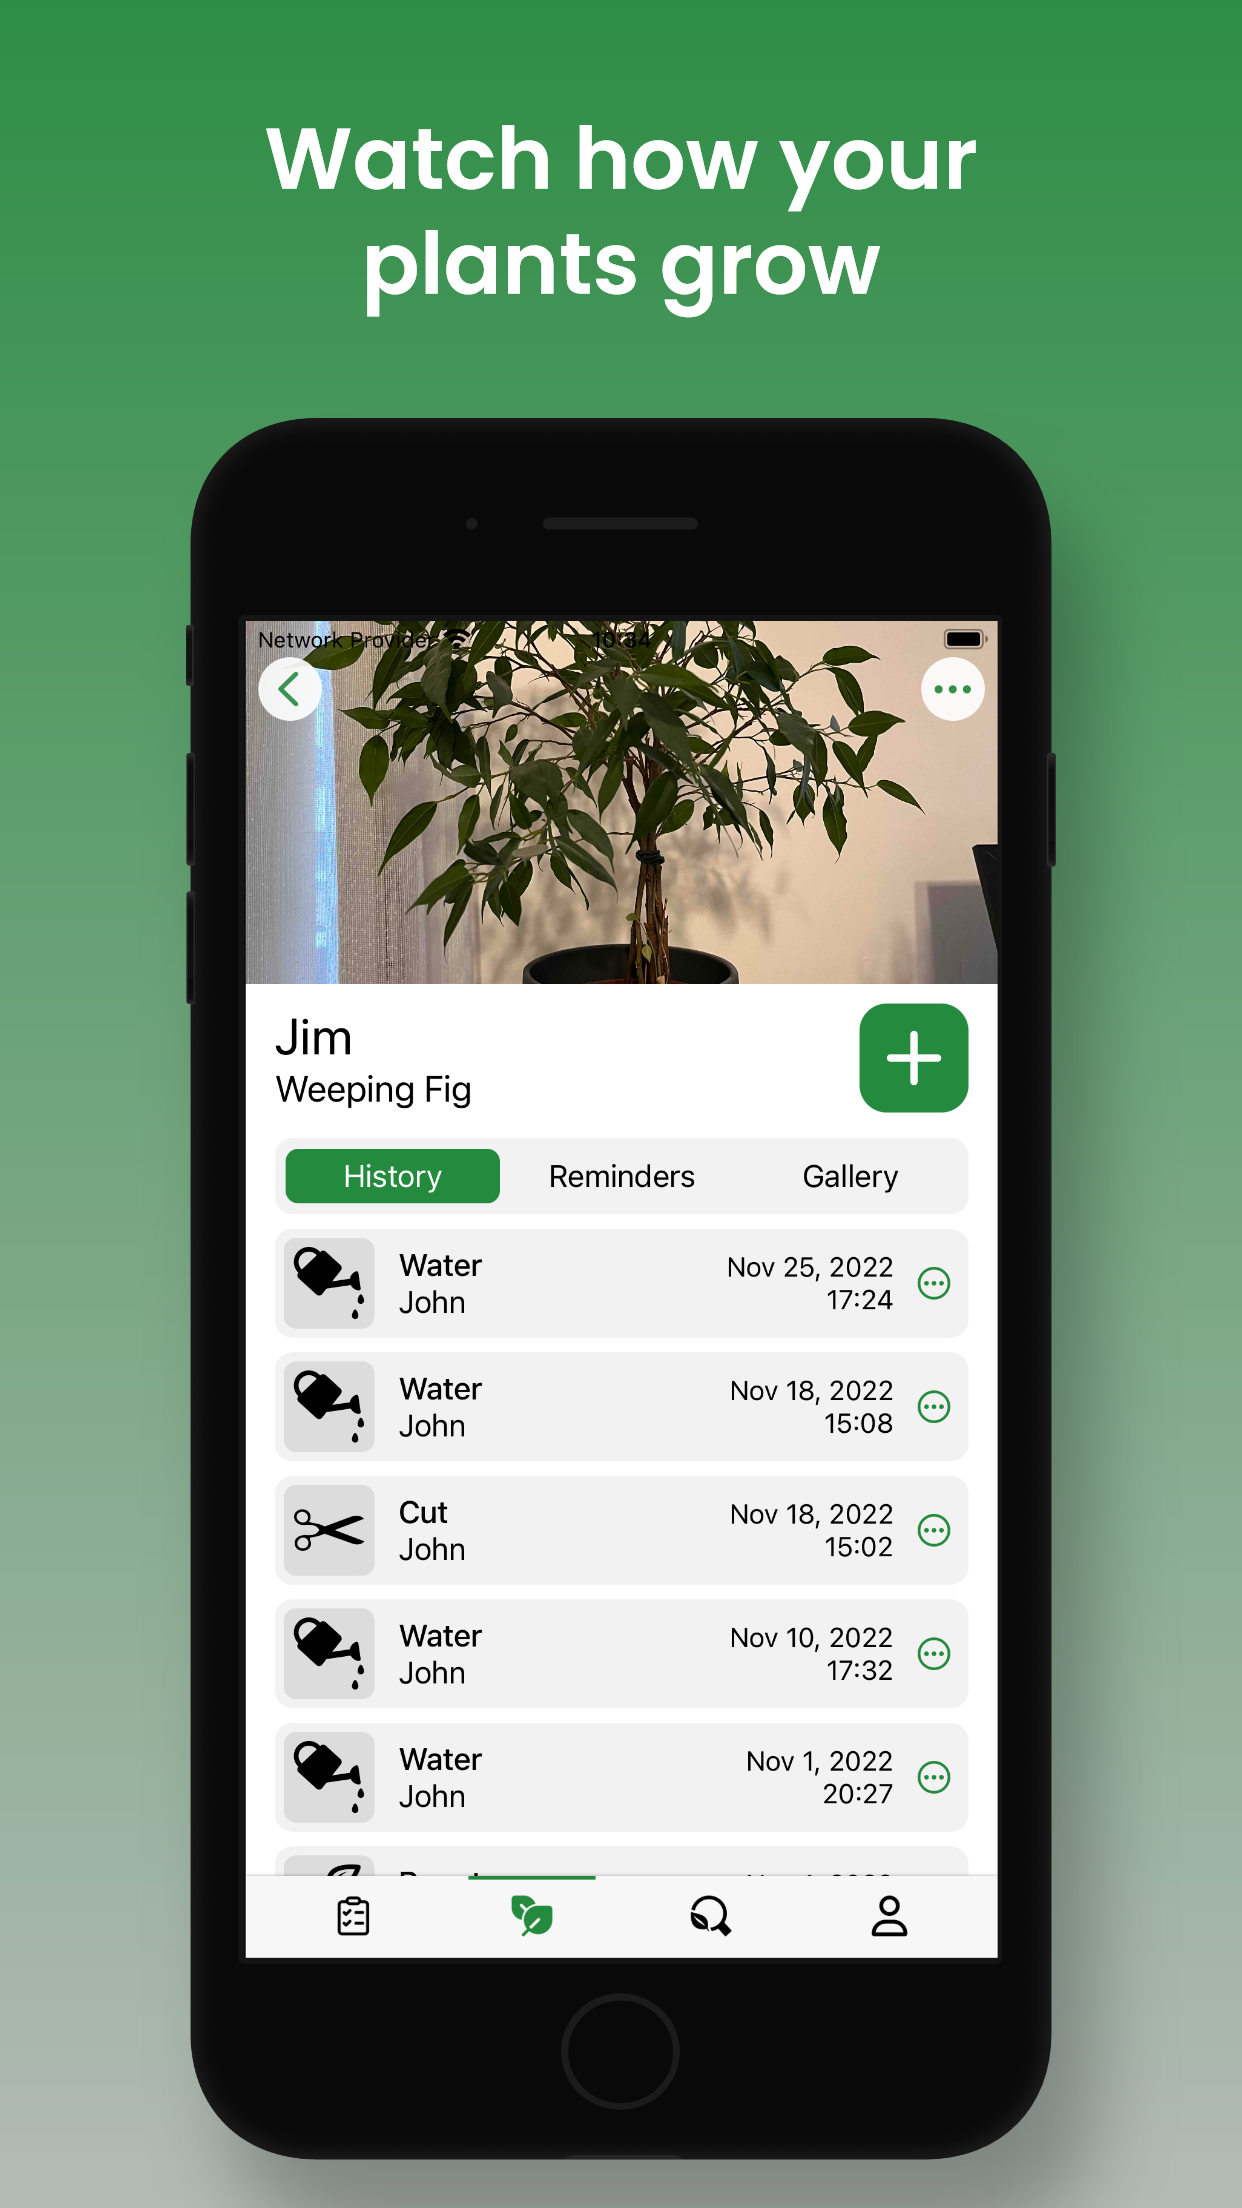 Watch how your
plants grow
Network Provider
10:34
Jim
Weeping Fig
History
Reminders
Gallery
Water
John
Nov 25, 2022
17:24
Water
John
Nov 18, 2022
15:08
Cut
John
Nov 18, 2022
15:02
Water
John
Nov 10, 2022
17:32
Water
John
Nov 1, 2022
20:27